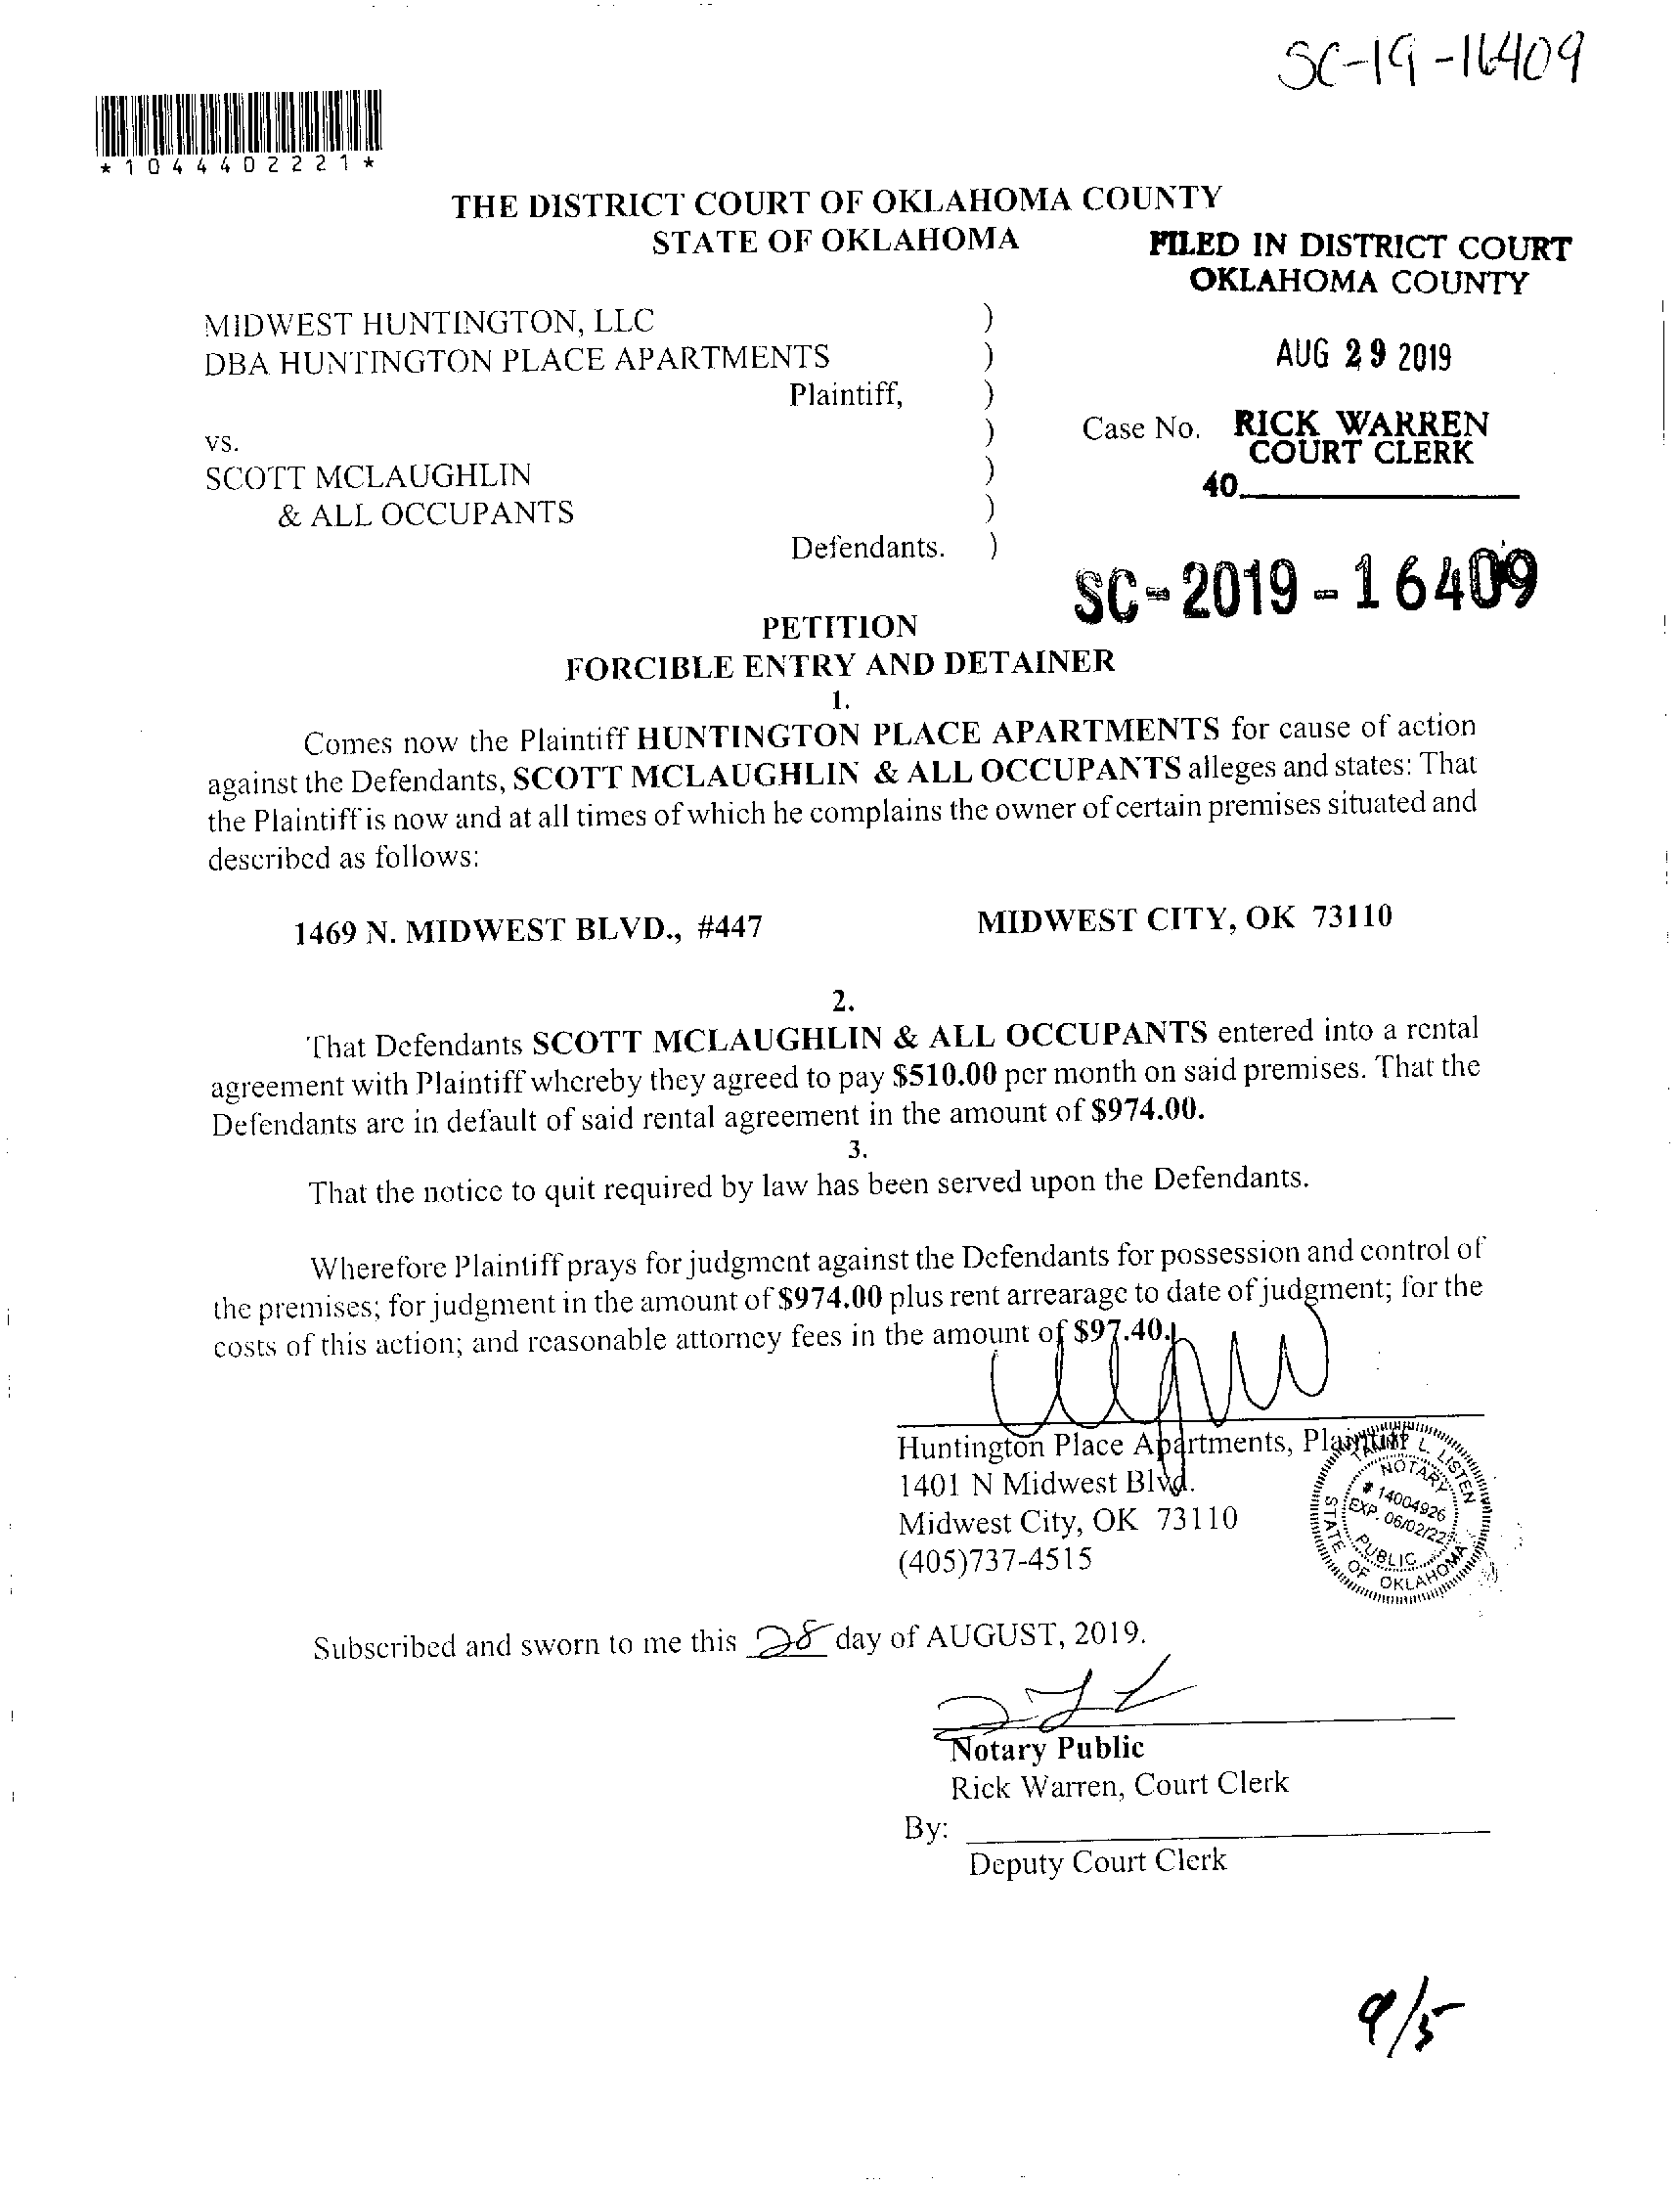 SC-19-16409
*1044402221*
THE DISTRICT COURT OF OKLAHOMA COUNTY
STATE OF OKLAHOMA
FILED IN DISTRICT COURT
OKLAHOMA COUNTY
MIDWEST HUNTINGTON, LLC )
DBA HUNTINGTON PLACE APARTMENTS )
AUG 29 2019
Plaintiff, )
vs. )
Case No. RICK WARREN
COURT CLERK
SCOTT MCLAUGHLIN )
40
& ALL OCCUPANTS )
Defendants. )
SC-2019-16409
PETITION
FORCIBLE ENTRY AND DETAINER
1.
Comes now the Plaintiff HUNTINGTON PLACE APARTMENTS for cause of action
against the Defendants, SCOTT MCLAUGHLIN & ALL OCCUPANTS alleges and states: That
the Plaintiff is now and at all times of which he complains the owner of certain premises situated and
described as follows:
1469 N. MIDWEST BLVD., #447 MIDWEST CITY, OK 73110
2.
That Defendants SCOTT MCLAUGHLIN & ALL OCCUPANTS entered into a rental
agreement with Plaintiff whereby they agreed to pay $510.00 per month on said premises. That the
Defendants are in default of said rental agreement in the amount of $974.00.
3.
That the notice to quit required by law has been served upon the Defendants.
Wherefore Plaintiff prays for judgment against the Defendants for possession and control of
the premises; for judgment in the amount of $974.00 plus rent arrearage to date of judgment; for the
costs of this action; and reasonable attorney fees in the amount of $97.40.
Huntington Place Apartments, Plaintiff
1401 N Midwest Blvd.
Midwest City, OK 73110
(405)737-4515
L. LISTEN
NOTARY
# 14004926
EXP. 06/02/22
PUBLIC
STATE OF OKLAHOMA
Subscribed and sworn to me this 28 day of AUGUST, 2019.
Notary Public
Rick Warren, Court Clerk
By:
Deputy Court Clerk
9/5